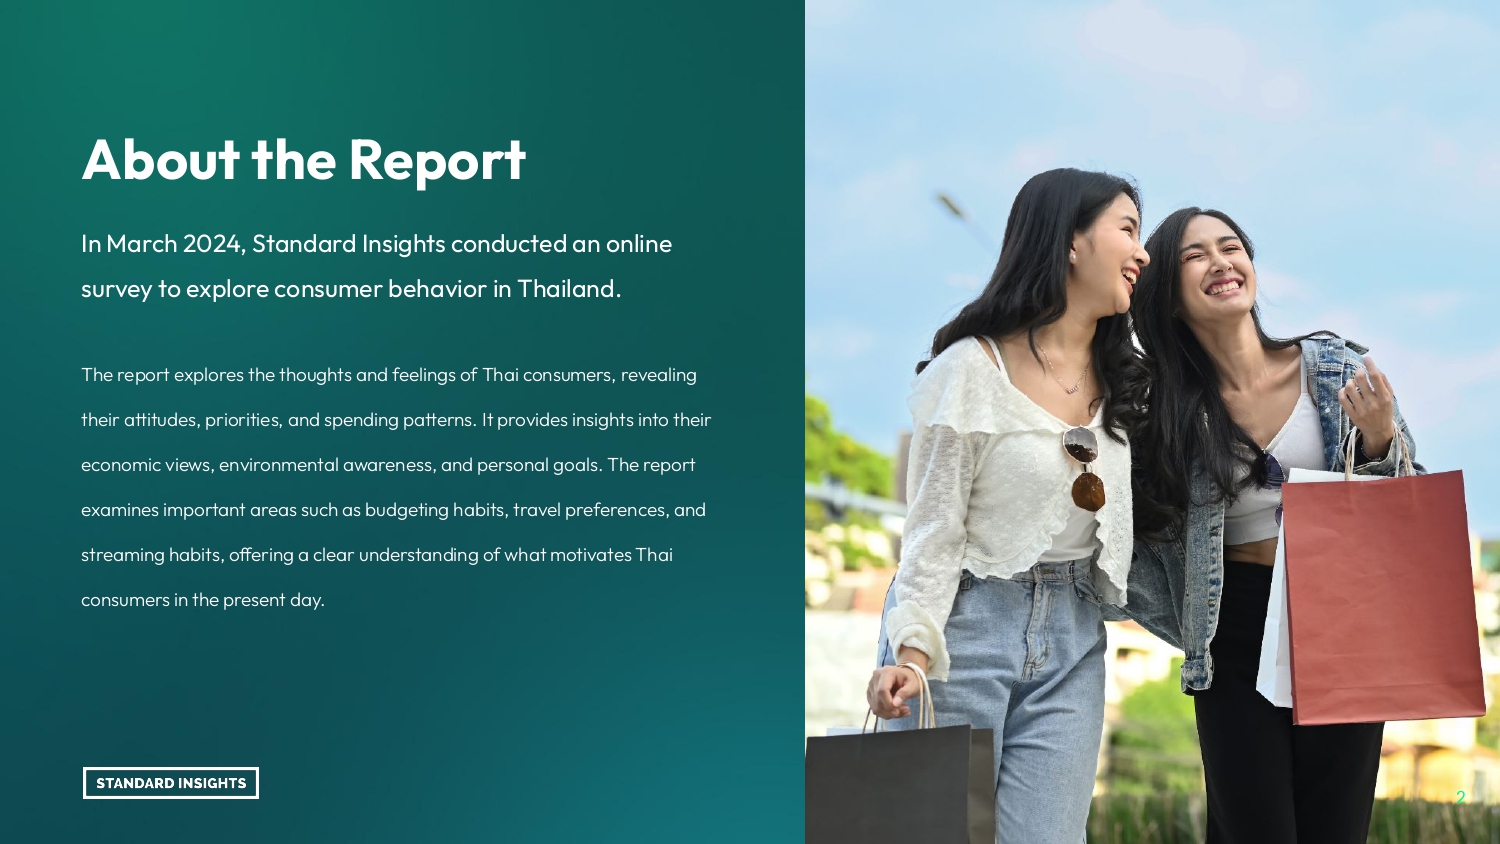 About the Report
In March 2024, Standard Insights conducted an online
survey to explore consumer behavior in Thailand.
The report explores the thoughts and feelings of Thai consumers, revealing
their attitudes, priorities, and spending patterns. It provides insights into their
economic views, environmental awareness, and personal goals. The report
examines important areas such as budgeting habits, travel preferences, and
streaming habits, offering a clear understanding of what motivates Thai
consumers in the present day.
STANDARD INSIGHTS
2